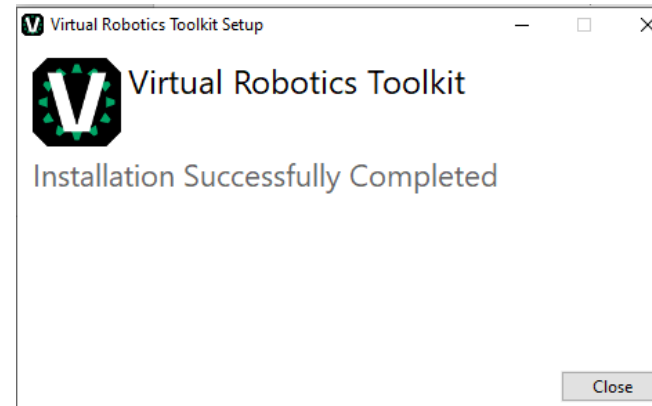 Virtual Robotics Toolkit Setup
V Virtual Robotics Toolkit
Installation Successfully Completed
Close